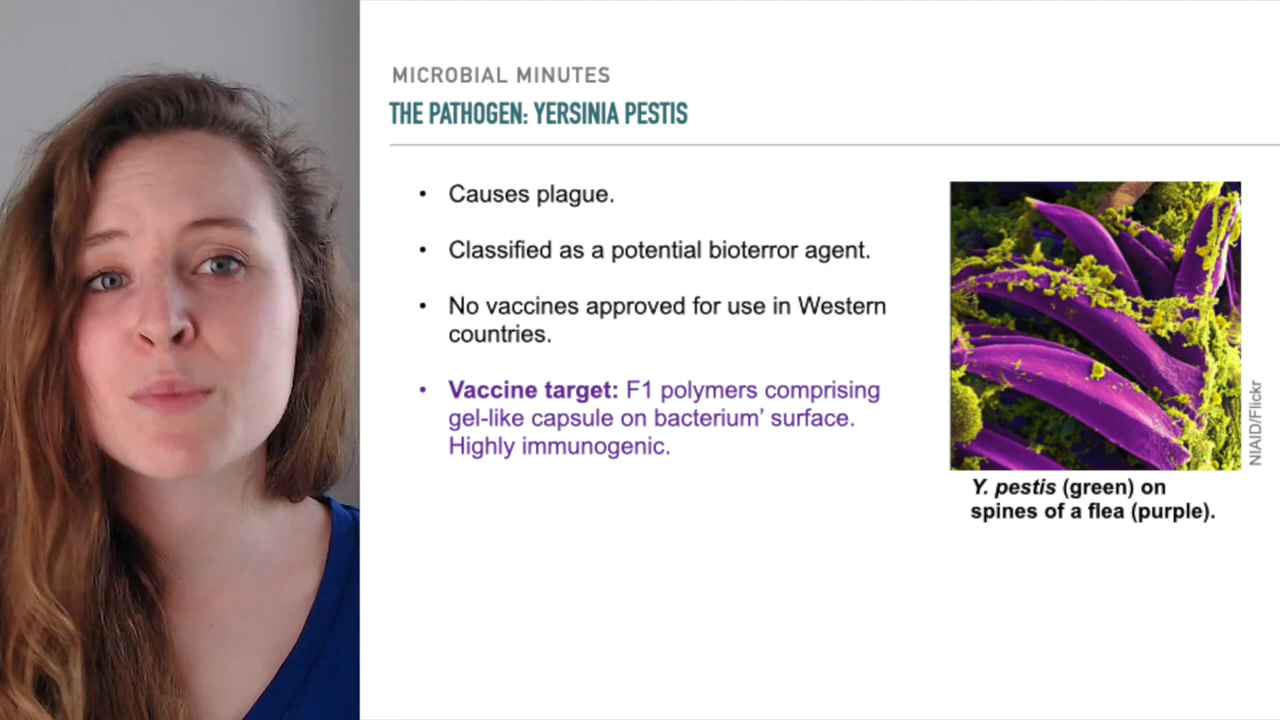 MICROBIAL MINUTES
THE PATHOGEN: YERSINIA PESTIS
• Causes plague.
• Classified as a potential bioterror agent.
• No vaccines approved for use in Western
countries.
• Vaccine target: F1 polymers comprising
gel-like capsule on bacterium’ surface.
Highly immunogenic.
NIAID/Flickr
Y. pestis (green) on
spines of a flea (purple).